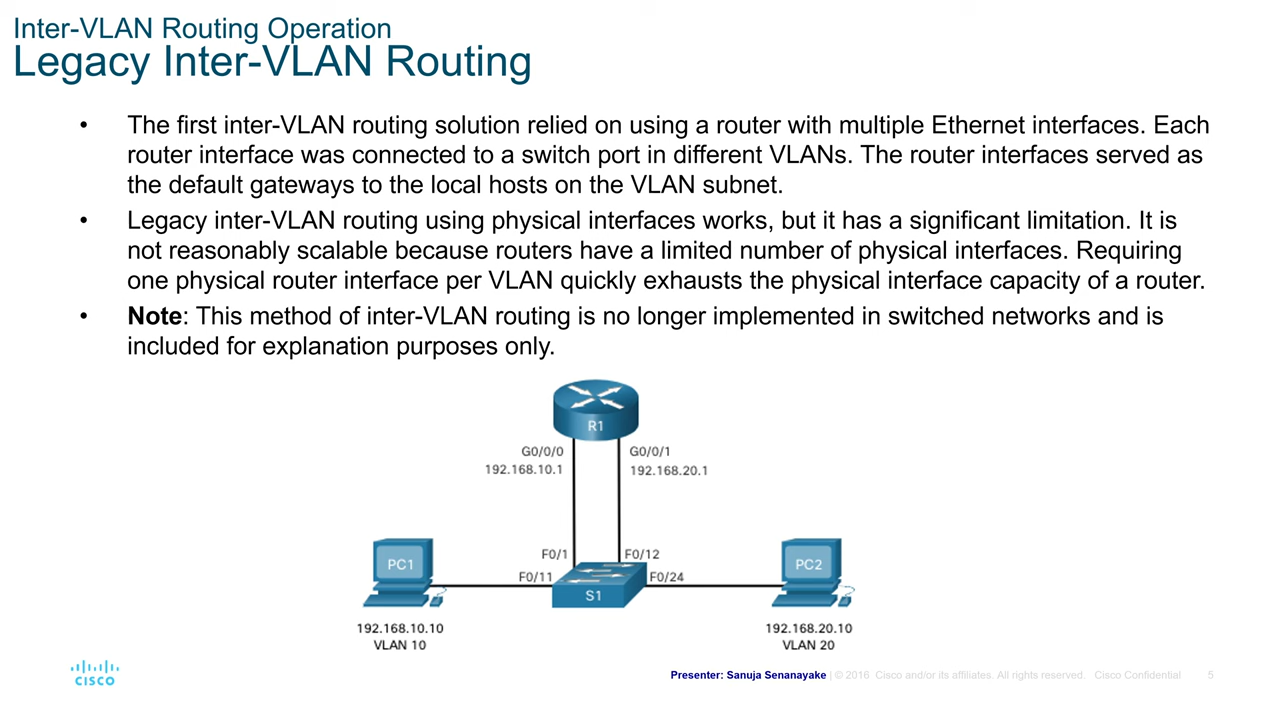 Inter-VLAN Routing Operation
Legacy Inter-VLAN Routing
• The first inter-VLAN routing solution relied on using a router with multiple Ethernet interfaces. Each
router interface was connected to a switch port in different VLANs. The router interfaces served as
the default gateways to the local hosts on the VLAN subnet.
• Legacy inter-VLAN routing using physical interfaces works, but it has a significant limitation. It is
not reasonably scalable because routers have a limited number of physical interfaces. Requiring
one physical router interface per VLAN quickly exhausts the physical interface capacity of a router.
• Note: This method of inter-VLAN routing is no longer implemented in switched networks and is
included for explanation purposes only.
R1
G0/0/0 G0/0/1
192.168.10.1 192.168.20.1
F0/1 F0/12
PC1 F0/11 F0/24 PC2
S1
192.168.10.10 192.168.20.10
VLAN 10 VLAN 20
CISCO
Presenter: Sanuja Senanayake | © 2016 Cisco and/or its affiliates. All rights reserved. Cisco Confidential 5